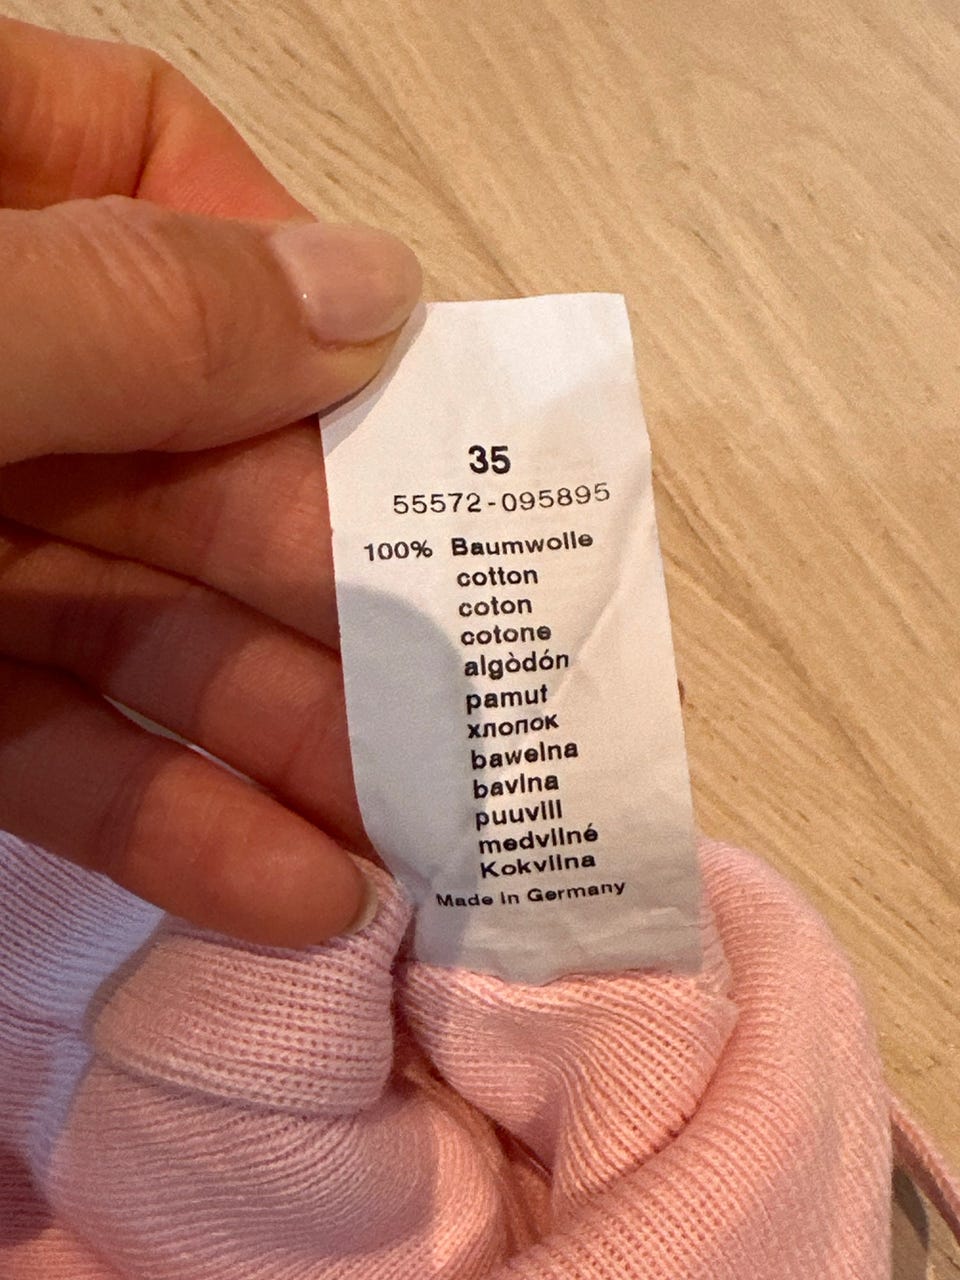 35
55572-095895
100% Baumwolle
cotton
coton
cotone
algòdón
pamut
хлопок
bawelna
bavlna
puuvill
medvilné
Kokvilna
Made in Germany